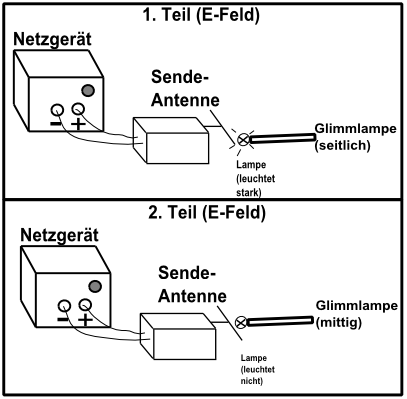 1. Teil (E-Feld)
Netzgerät
Sende-
Antenne
- +
Glimmlampe
(seitlich)
Lampe
(leuchtet
stark)
2. Teil (E-Feld)
Netzgerät
Sende-
Antenne
- +
Glimmlampe
(mittig)
Lampe
(leuchtet
nicht)